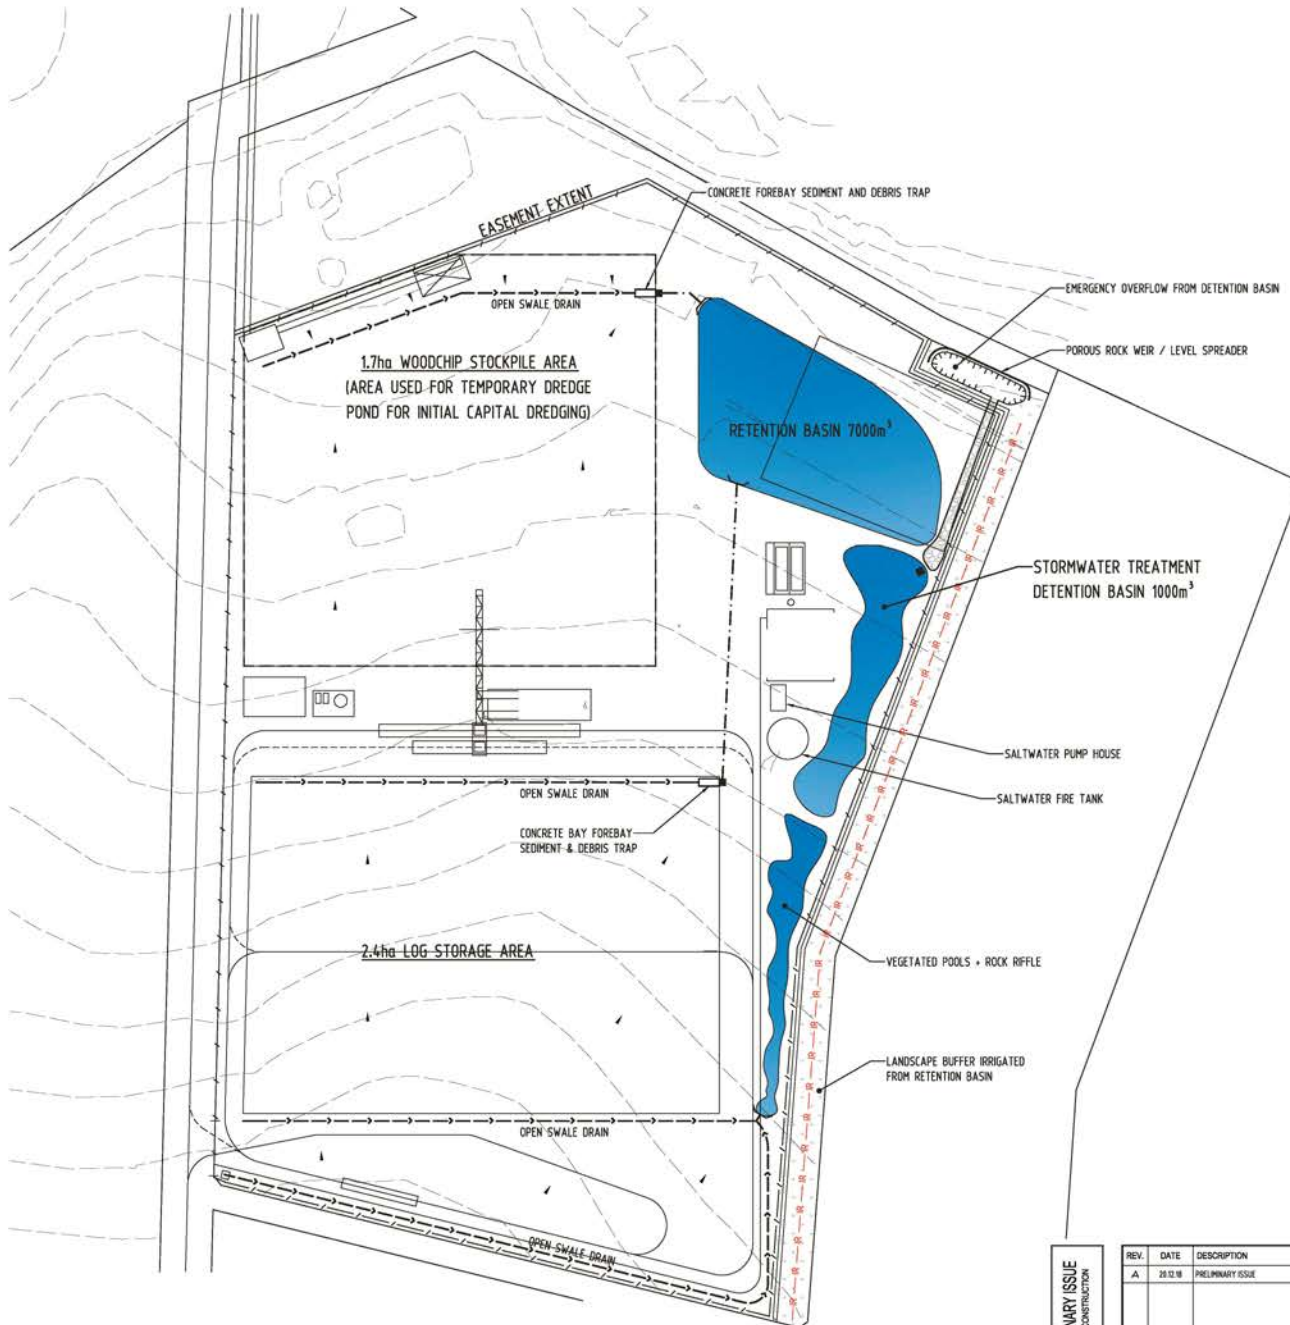 CONCRETE FOREBAY SEDIMENT AND DEBRIS TRAP
EASEMENT EXTENT
EMERGENCY OVERFLOW FROM DETENTION BASIN
OPEN SWALE DRAIN
POROUS ROCK WEIR / LEVEL SPREADER
1.7ha WOODCHIP STOCKPILE AREA
(AREA USED FOR TEMPORARY DREDGE
POND FOR INITIAL CAPITAL DREDGING)
RETENTION BASIN 7000m³
STORMWATER TREATMENT
DETENTION BASIN 1000m³
SALTWATER PUMP HOUSE
OPEN SWALE DRAIN
SALTWATER FIRE TANK
CONCRETE BAY FOREBAY
SEDIMENT & DEBRIS TRAP
2.4ha LOG STORAGE AREA
VEGETATED POOLS + ROCK RIFFLE
LANDSCAPE BUFFER IRRIGATED
FROM RETENTION BASIN
OPEN SWALE DRAIN
OPEN SWALE DRAIN
NARY ISSUE
CONSTRUCTION
REV. DATE DESCRIPTION
A 20.12.18 PRELIMINARY ISSUE